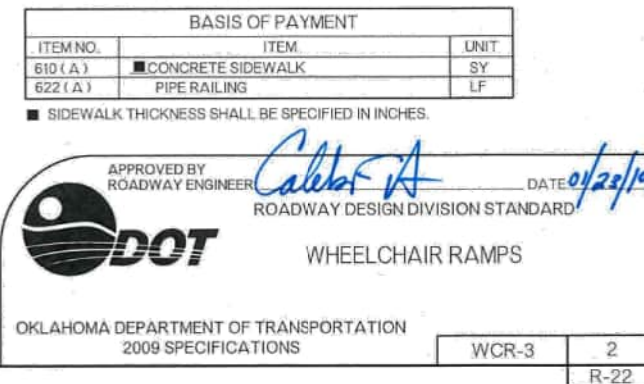 BASIS OF PAYMENT
ITEM NO. ITEM UNIT
610 (A) ■CONCRETE SIDEWALK SY
622 (A) PIPE RAILING LF
■ SIDEWALK THICKNESS SHALL BE SPECIFIED IN INCHES.
APPROVED BY
ROADWAY ENGINEER DATE 01/23/
ROADWAY DESIGN DIVISION STANDARD
DOT
WHEELCHAIR RAMPS
OKLAHOMA DEPARTMENT OF TRANSPORTATION
2009 SPECIFICATIONS
WCR-3 2
R-22